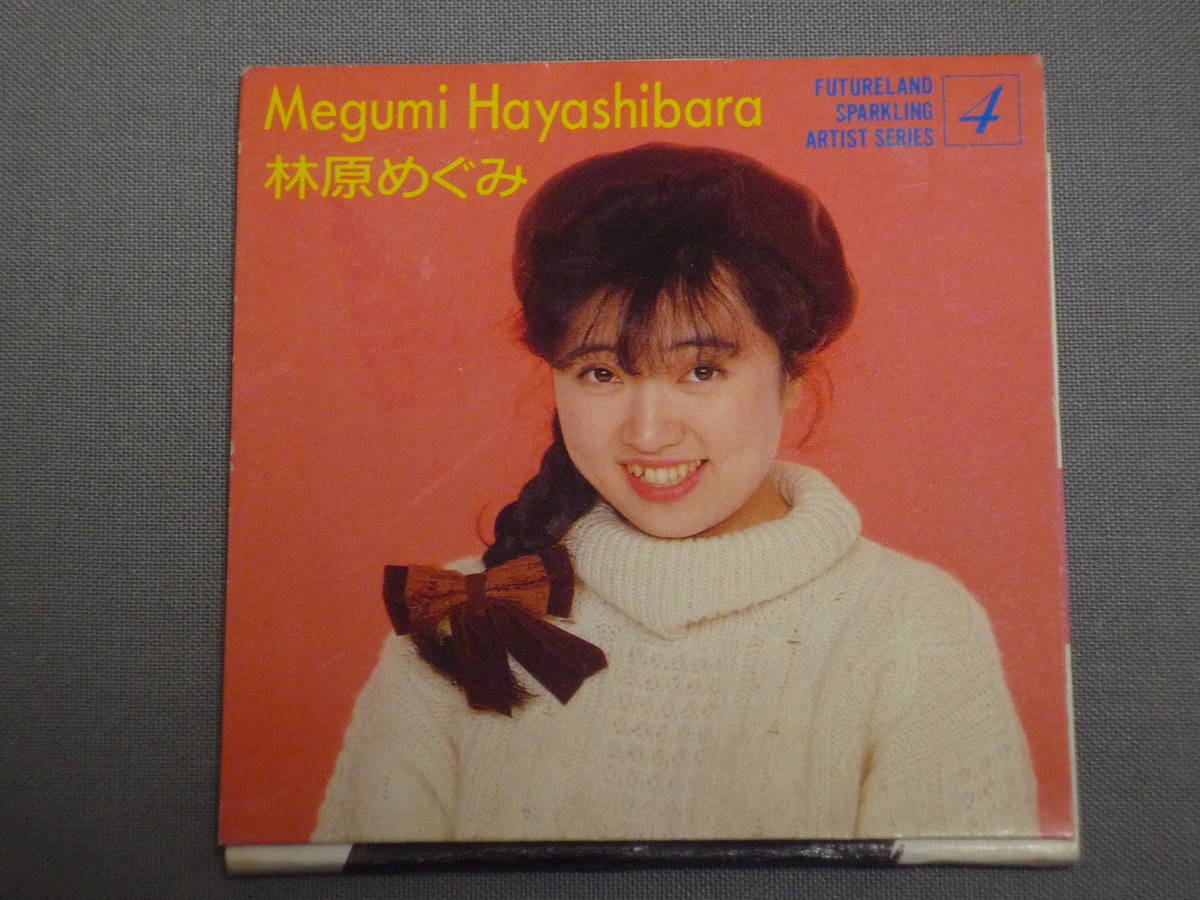 Megumi Hayashibara
林原めぐみ
FUTURELAND
SPARKLING
ARTIST SERIES
4